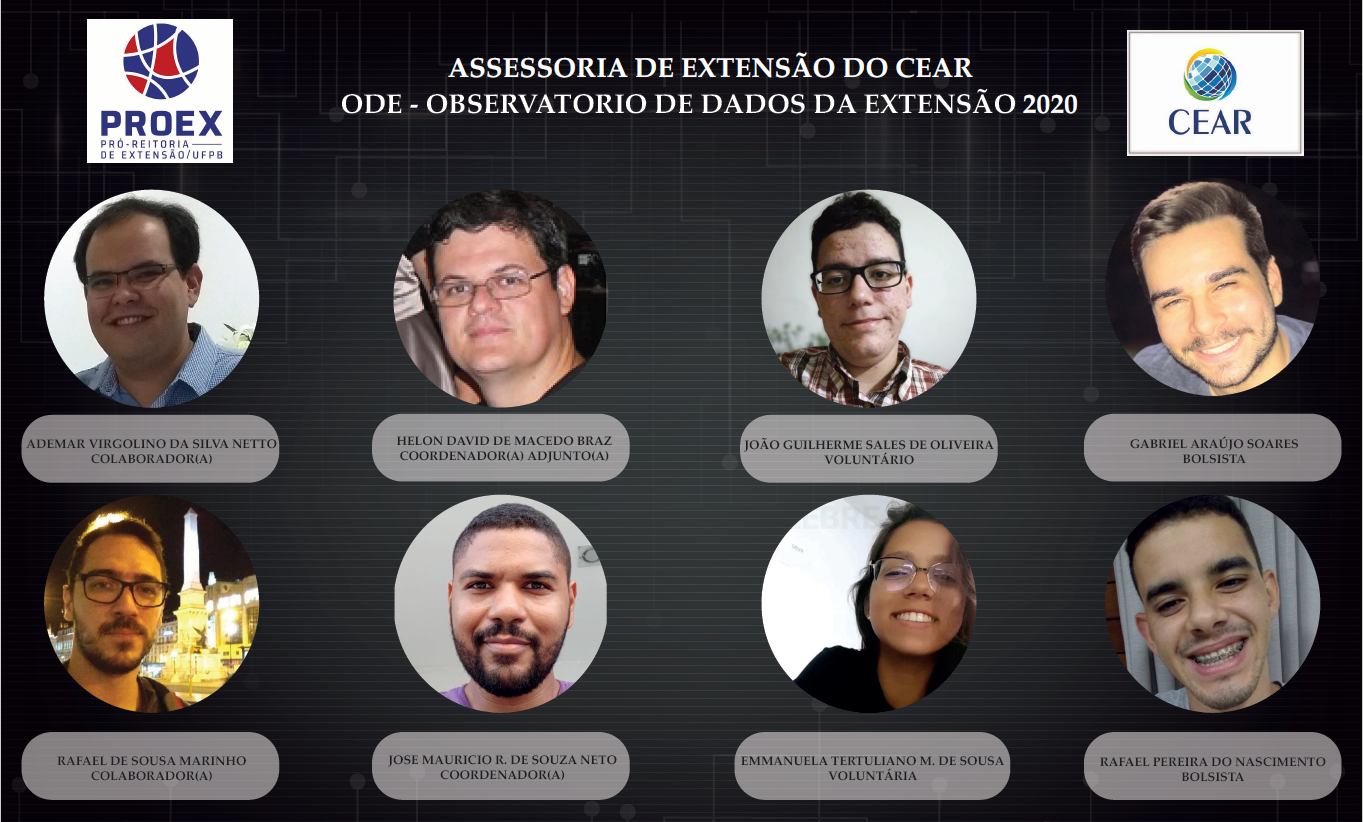 PROEX
PRÓ-REITORIA
DE EXTENSÃO/UFPB
ASSESSORIA DE EXTENSÃO DO CEAR
ODE - OBSERVATORIO DE DADOS DA EXTENSÃO 2020
CEAR
ADEMAR VIRGOLINO DA SILVA NETTO
COLABORADOR(A)
HELON DAVID DE MACEDO BRAZ
COORDENADOR(A) ADJUNTO(A)
JOÃO GUILHERME SALES DE OLIVEIRA
VOLUNTÁRIO
GABRIEL ARAÚJO SOARES
BOLSISTA
RAFAEL DE SOUSA MARINHO
COLABORADOR(A)
JOSE MAURICIO R. DE SOUZA NETO
COORDENADOR(A)
EMMANUELA TERTULIANO M. DE SOUSA
VOLUNTÁRIA
RAFAEL PEREIRA DO NASCIMENTO
BOLSISTA